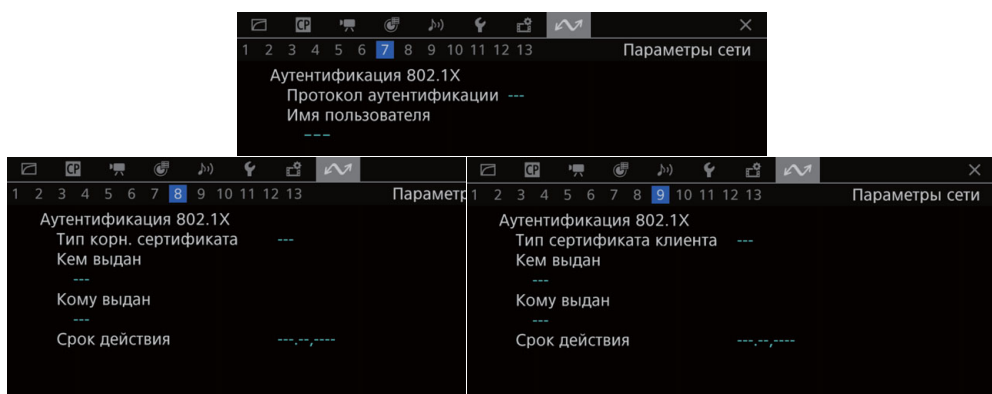 CP
1 2 3 4 5 6 7 8 9 10 11 12 13 Параметры сети
Аутентификация 802.1X
Протокол аутентификации ---
Имя пользователя
---
CP
1 2 3 4 5 6 7 8 9 10 11 12 13 Параметр
Аутентификация 802.1X
Тип корн. сертификата ---
Кем выдан
---
Кому выдан
---
Срок действия ---.--,----
CP
1 2 3 4 5 6 7 8 9 10 11 12 13 Параметры сети
Аутентификация 802.1X
Тип сертификата клиента ---
Кем выдан
---
Кому выдан
---
Срок действия ---.--,----